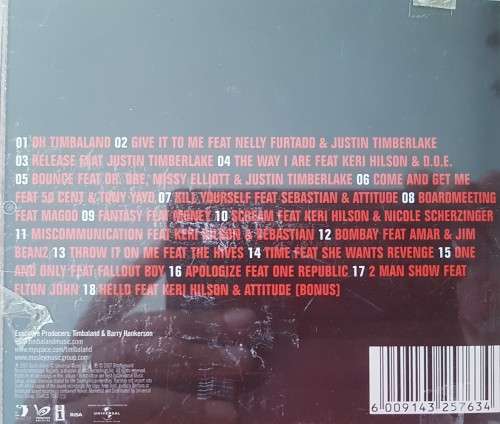 01 OH TIMBALAND 02 GIVE IT TO ME FEAT NELLY FURTADO & JUSTIN TIMBERLAKE
03 RELEASE FEAT JUSTIN TIMBERLAKE 04 THE WAY I ARE FEAT KERI HILSON & D.O.E.
05 BOUNCE FEAT DR. DRE, MISSY ELLIOTT & JUSTIN TIMBERLAKE 06 COME AND GET ME
FEAT 50 CENT & TONY YAYO 07 KILL YOURSELF FEAT SEBASTIAN & ATTITUDE 08 BOARDMEETING
FEAT MAGOO 09 FANTASY FEAT MONEY 10 SCREAM FEAT KERI HILSON & NICOLE SCHERZINGER
11 MISCOMMUNICATION FEAT KERI HILSON & SEBASTIAN 12 BOMBAY FEAT AMAR & JIM
BEANZ 13 THROW IT ON ME FEAT THE HIVES 14 TIME FEAT SHE WANTS REVENGE 15 ONE
AND ONLY FEAT FALLOUT BOY 16 APOLOGIZE FEAT ONE REPUBLIC 17 2 MAN SHOW FEAT
ELTON JOHN 18 HELLO FEAT KERI HILSON & ATTITUDE (BONUS)
Executive Producers: Timbaland & Barry Hankerson
www.timbalandmusic.com
www.myspace.com/timbaland
www.mosleymusicgroup.com
RiSA
UNIVERSAL
6 009143 257634